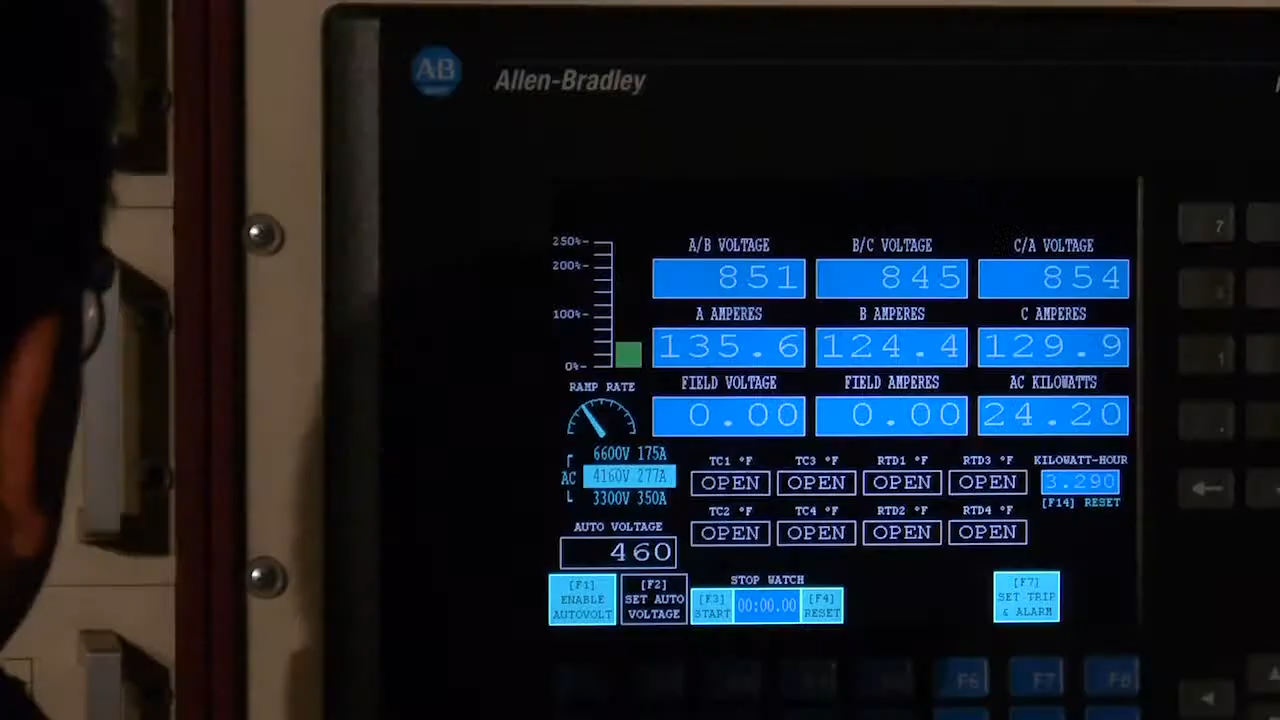 AB Allen-Bradley
250%-
200%-
100%-
0%-
A/B VOLTAGE B/C VOLTAGE C/A VOLTAGE
851 845 854
A AMPERES B AMPERES C AMPERES
135.6 124.4 129.9
RAMP RATE
FIELD VOLTAGE FIELD AMPERES AC KILOWATTS
0.00 0.00 24.20
6600V 175A
AC 4160V 277A
3300V 350A
TC1 °F TC3 °F RTD1 °F RTD3 °F KILOWATT-HOUR
OPEN OPEN OPEN OPEN 3.290
[F14] RESET
TC2 °F TC4 °F RTD2 °F RTD4 °F
OPEN OPEN OPEN OPEN
AUTO VOLTAGE
460
[F1] ENABLE AUTOVOLT
[F2] SET AUTO VOLTAGE
STOP WATCH
[F3] START 00:00.00 [F4] RESET
[F7] SET TRIP & ALARM
7
1
.
F6 F7 F8